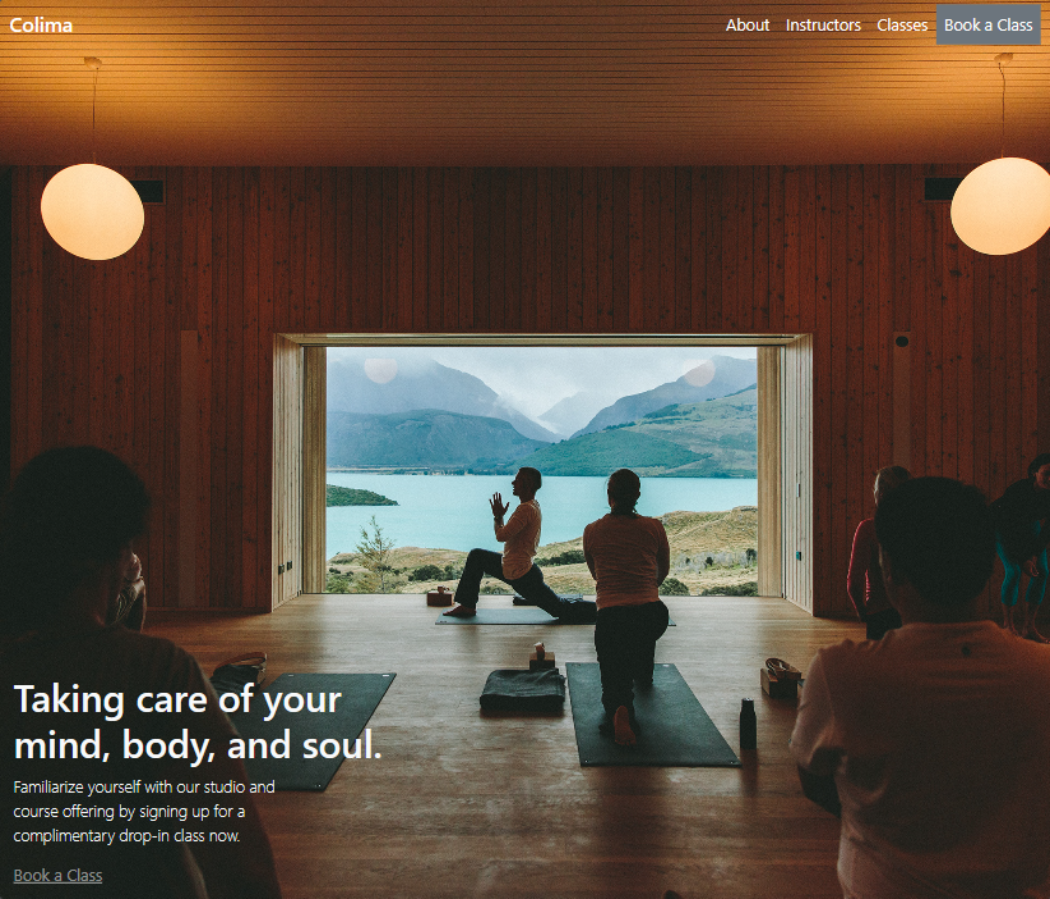 Colima
About Instructors Classes Book a Class
Taking care of your
mind, body, and soul.
Familiarize yourself with our studio and
course offering by signing up for a
complimentary drop-in class now.
Book a Class